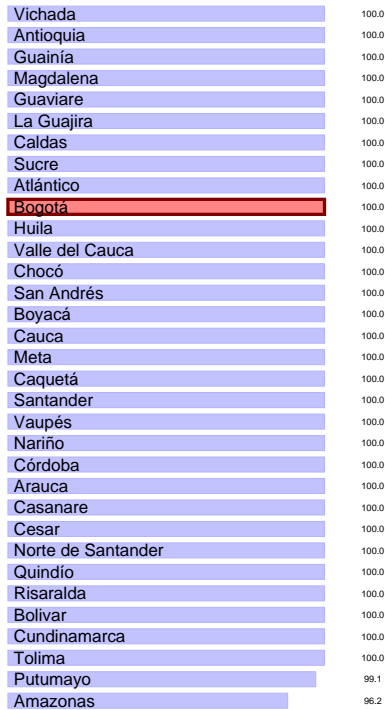 Vichada 100.0
Antioquia 100.0
Guainía 100.0
Magdalena 100.0
Guaviare 100.0
La Guajira 100.0
Caldas 100.0
Sucre 100.0
Atlántico 100.0
Bogotá 100.0
Huila 100.0
Valle del Cauca 100.0
Chocó 100.0
San Andrés 100.0
Boyacá 100.0
Cauca 100.0
Meta 100.0
Caquetá 100.0
Santander 100.0
Vaupés 100.0
Nariño 100.0
Córdoba 100.0
Arauca 100.0
Casanare 100.0
Cesar 100.0
Norte de Santander 100.0
Quindío 100.0
Risaralda 100.0
Bolivar 100.0
Cundinamarca 100.0
Tolima 100.0
Putumayo 99.1
Amazonas 96.2